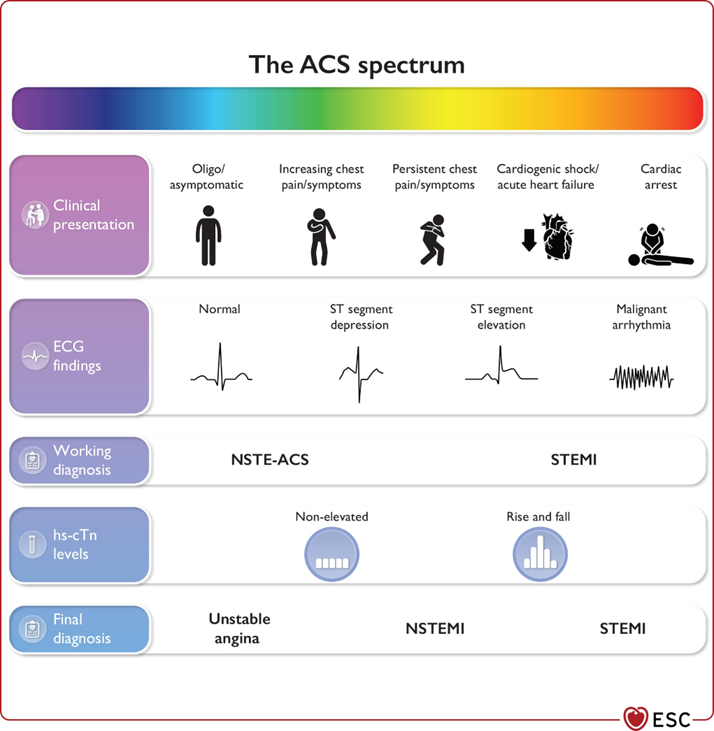 The ACS spectrum
Clinical
presentation
Oligo/
asymptomatic
Increasing chest
pain/symptoms
Persistent chest
pain/symptoms
Cardiogenic shock/
acute heart failure
Cardiac
arrest
ECG
findings
Normal
ST segment
depression
ST segment
elevation
Malignant
arrhythmia
Working
diagnosis
NSTE-ACS
STEMI
hs-cTn
levels
Non-elevated
Rise and fall
Final
diagnosis
Unstable
angina
NSTEMI
STEMI
ESC